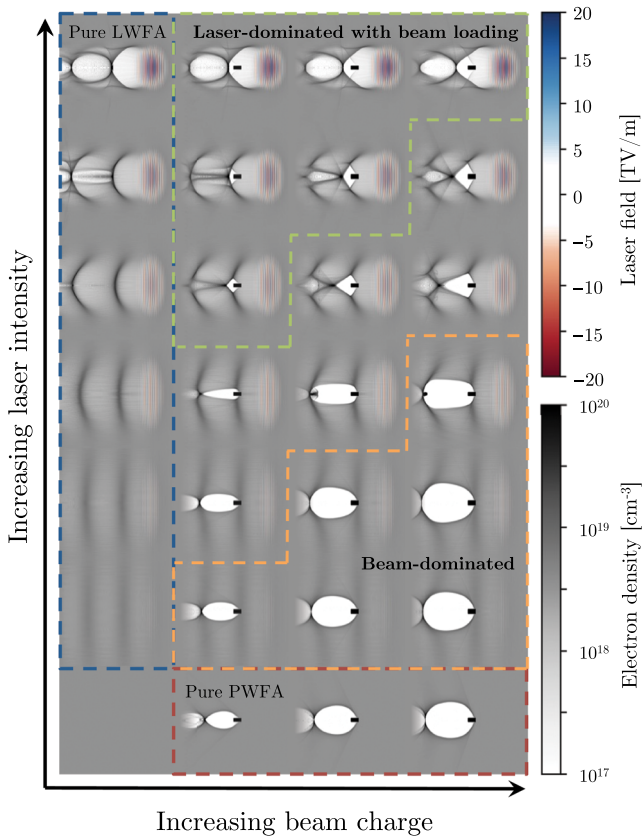 Pure LWFA
Laser-dominated with beam loading
Beam-dominated
Pure PWFA
Increasing laser intensity
Increasing beam charge
20
15
10
5
0
−5
−10
−15
−20
Laser field [TV/m]
10²⁰
10¹⁹
10¹⁸
10¹⁷
Electron density [cm⁻³]